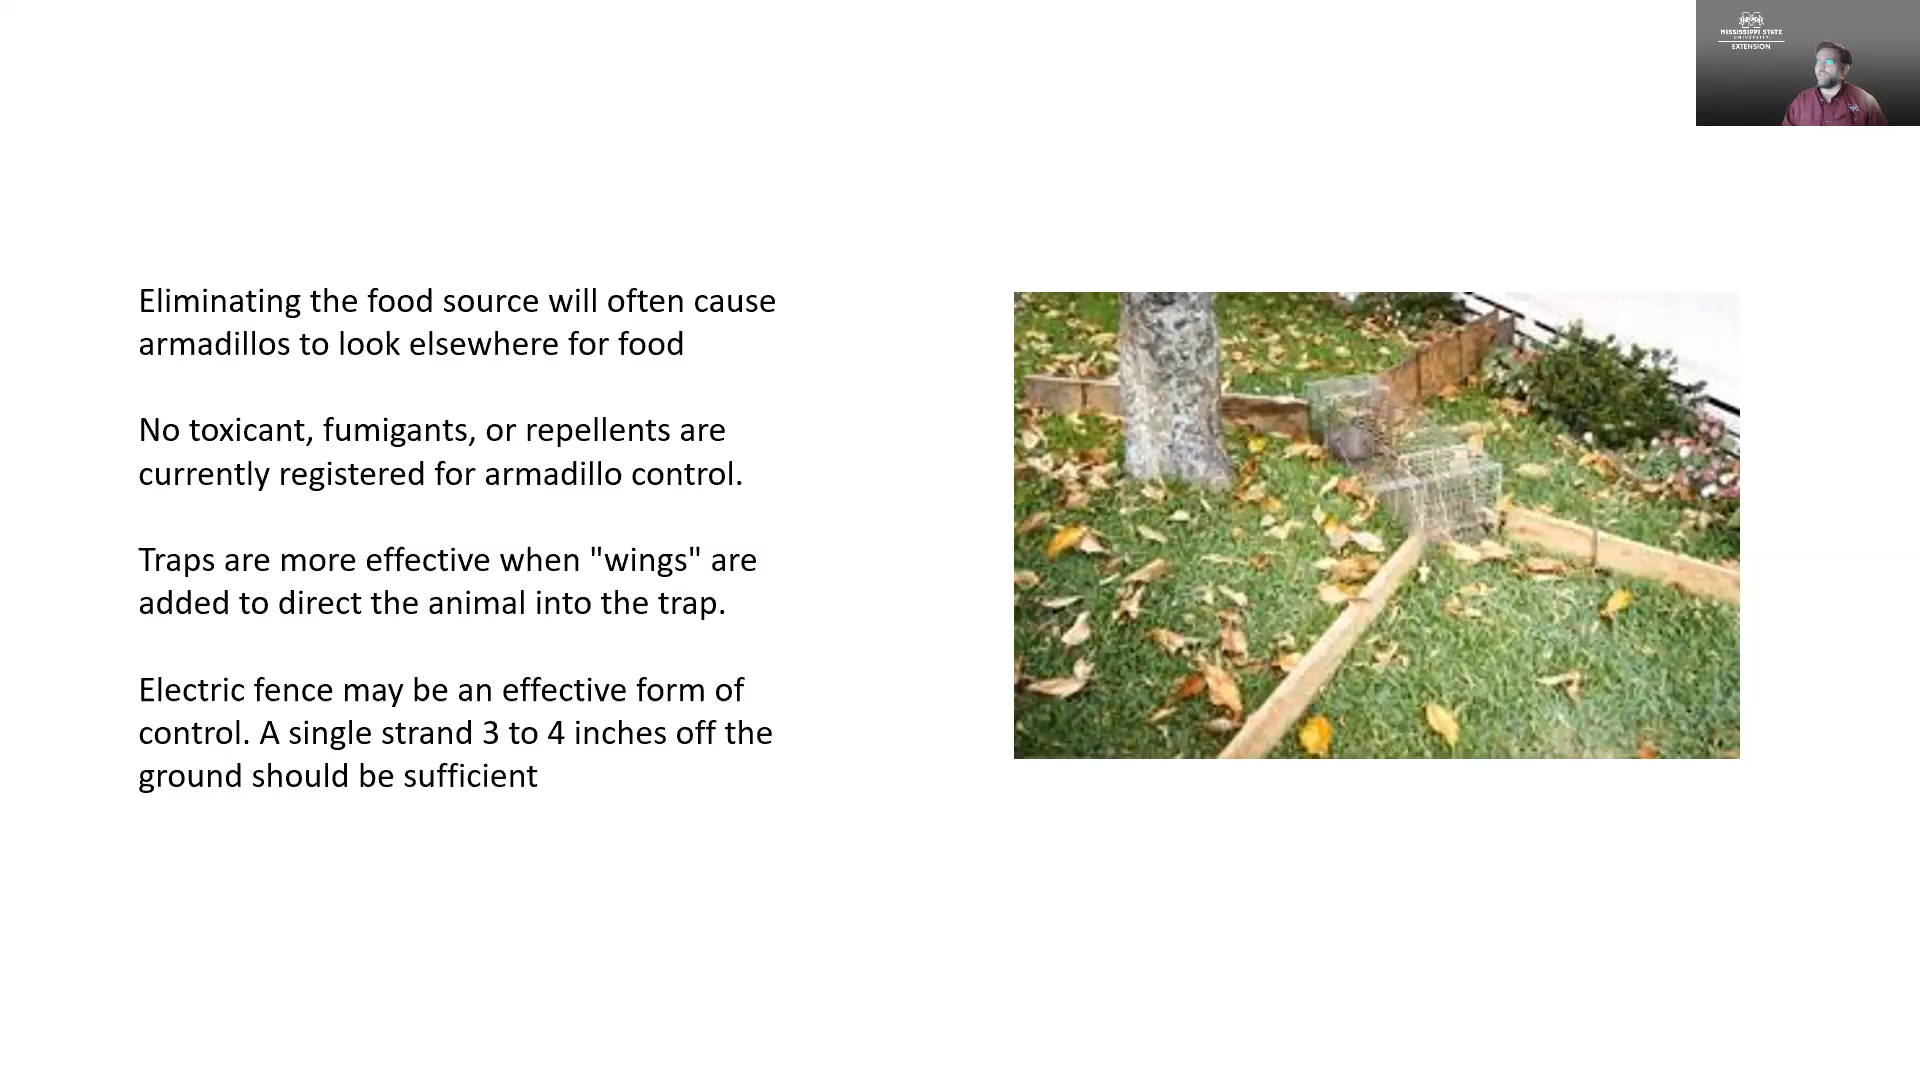 MISSISSIPPI STATE
UNIVERSITY
EXTENSION
Eliminating the food source will often cause
armadillos to look elsewhere for food
No toxicant, fumigants, or repellents are
currently registered for armadillo control.
Traps are more effective when "wings" are
added to direct the animal into the trap.
Electric fence may be an effective form of
control. A single strand 3 to 4 inches off the
ground should be sufficient